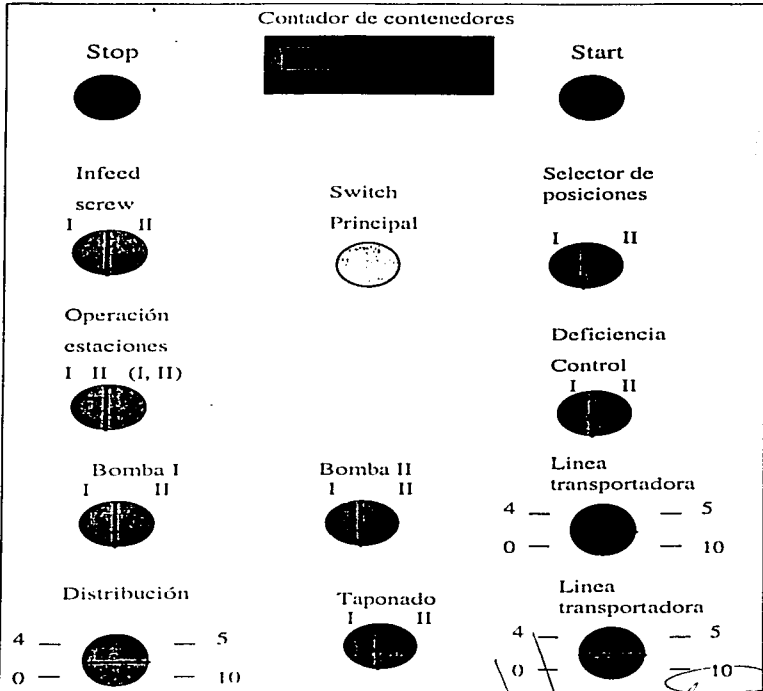 Contador de contenedores
Stop
Start
Infeed
screw
I II
Switch
Principal
Selector de
posiciones
I II
Operación
estaciones
I II (I, II)
Deficiencia
Control
I II
Bomba I
I II
Bomba II
I II
Linea
transportadora
4 — — 5
0 — — 10
Distribución
4 — — 5
0 — — 10
Taponado
I II
Linea
transportadora
4 — — 5
0 — — 10